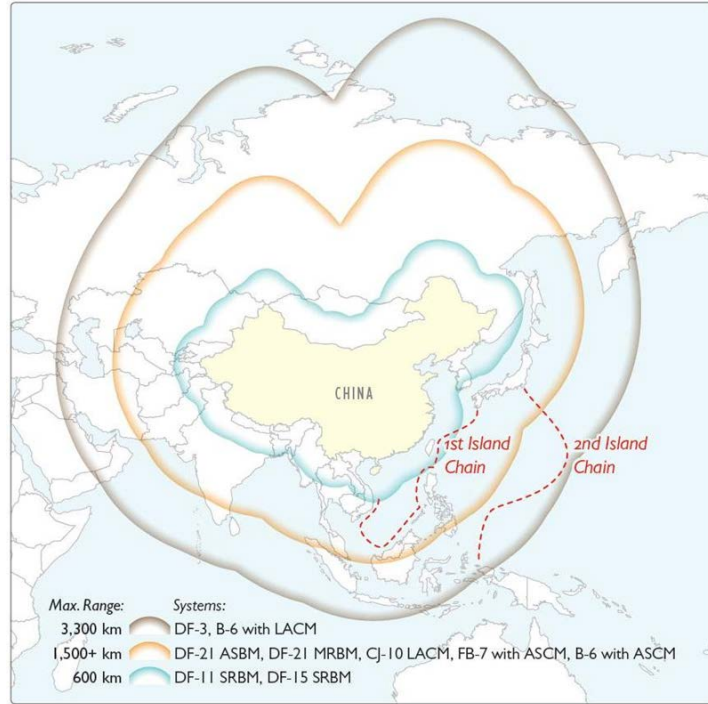 CHINA
1st Island
Chain
2nd Island
Chain
Max. Range: Systems:
3,300 km DF-3, B-6 with LACM
1,500+ km DF-21 ASBM, DF-21 MRBM, CJ-10 LACM, FB-7 with ASCM, B-6 with ASCM
600 km DF-11 SRBM, DF-15 SRBM